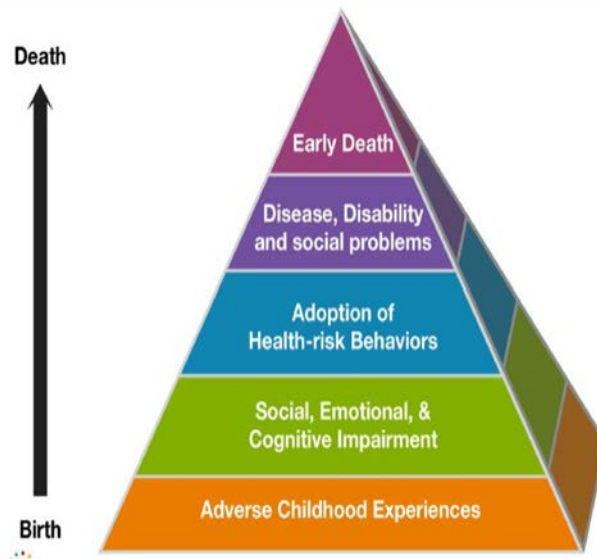 Death
Early Death
Disease, Disability
and social problems
Adoption of
Health-risk Behaviors
Social, Emotional, &
Cognitive Impairment
Adverse Childhood Experiences
Birth